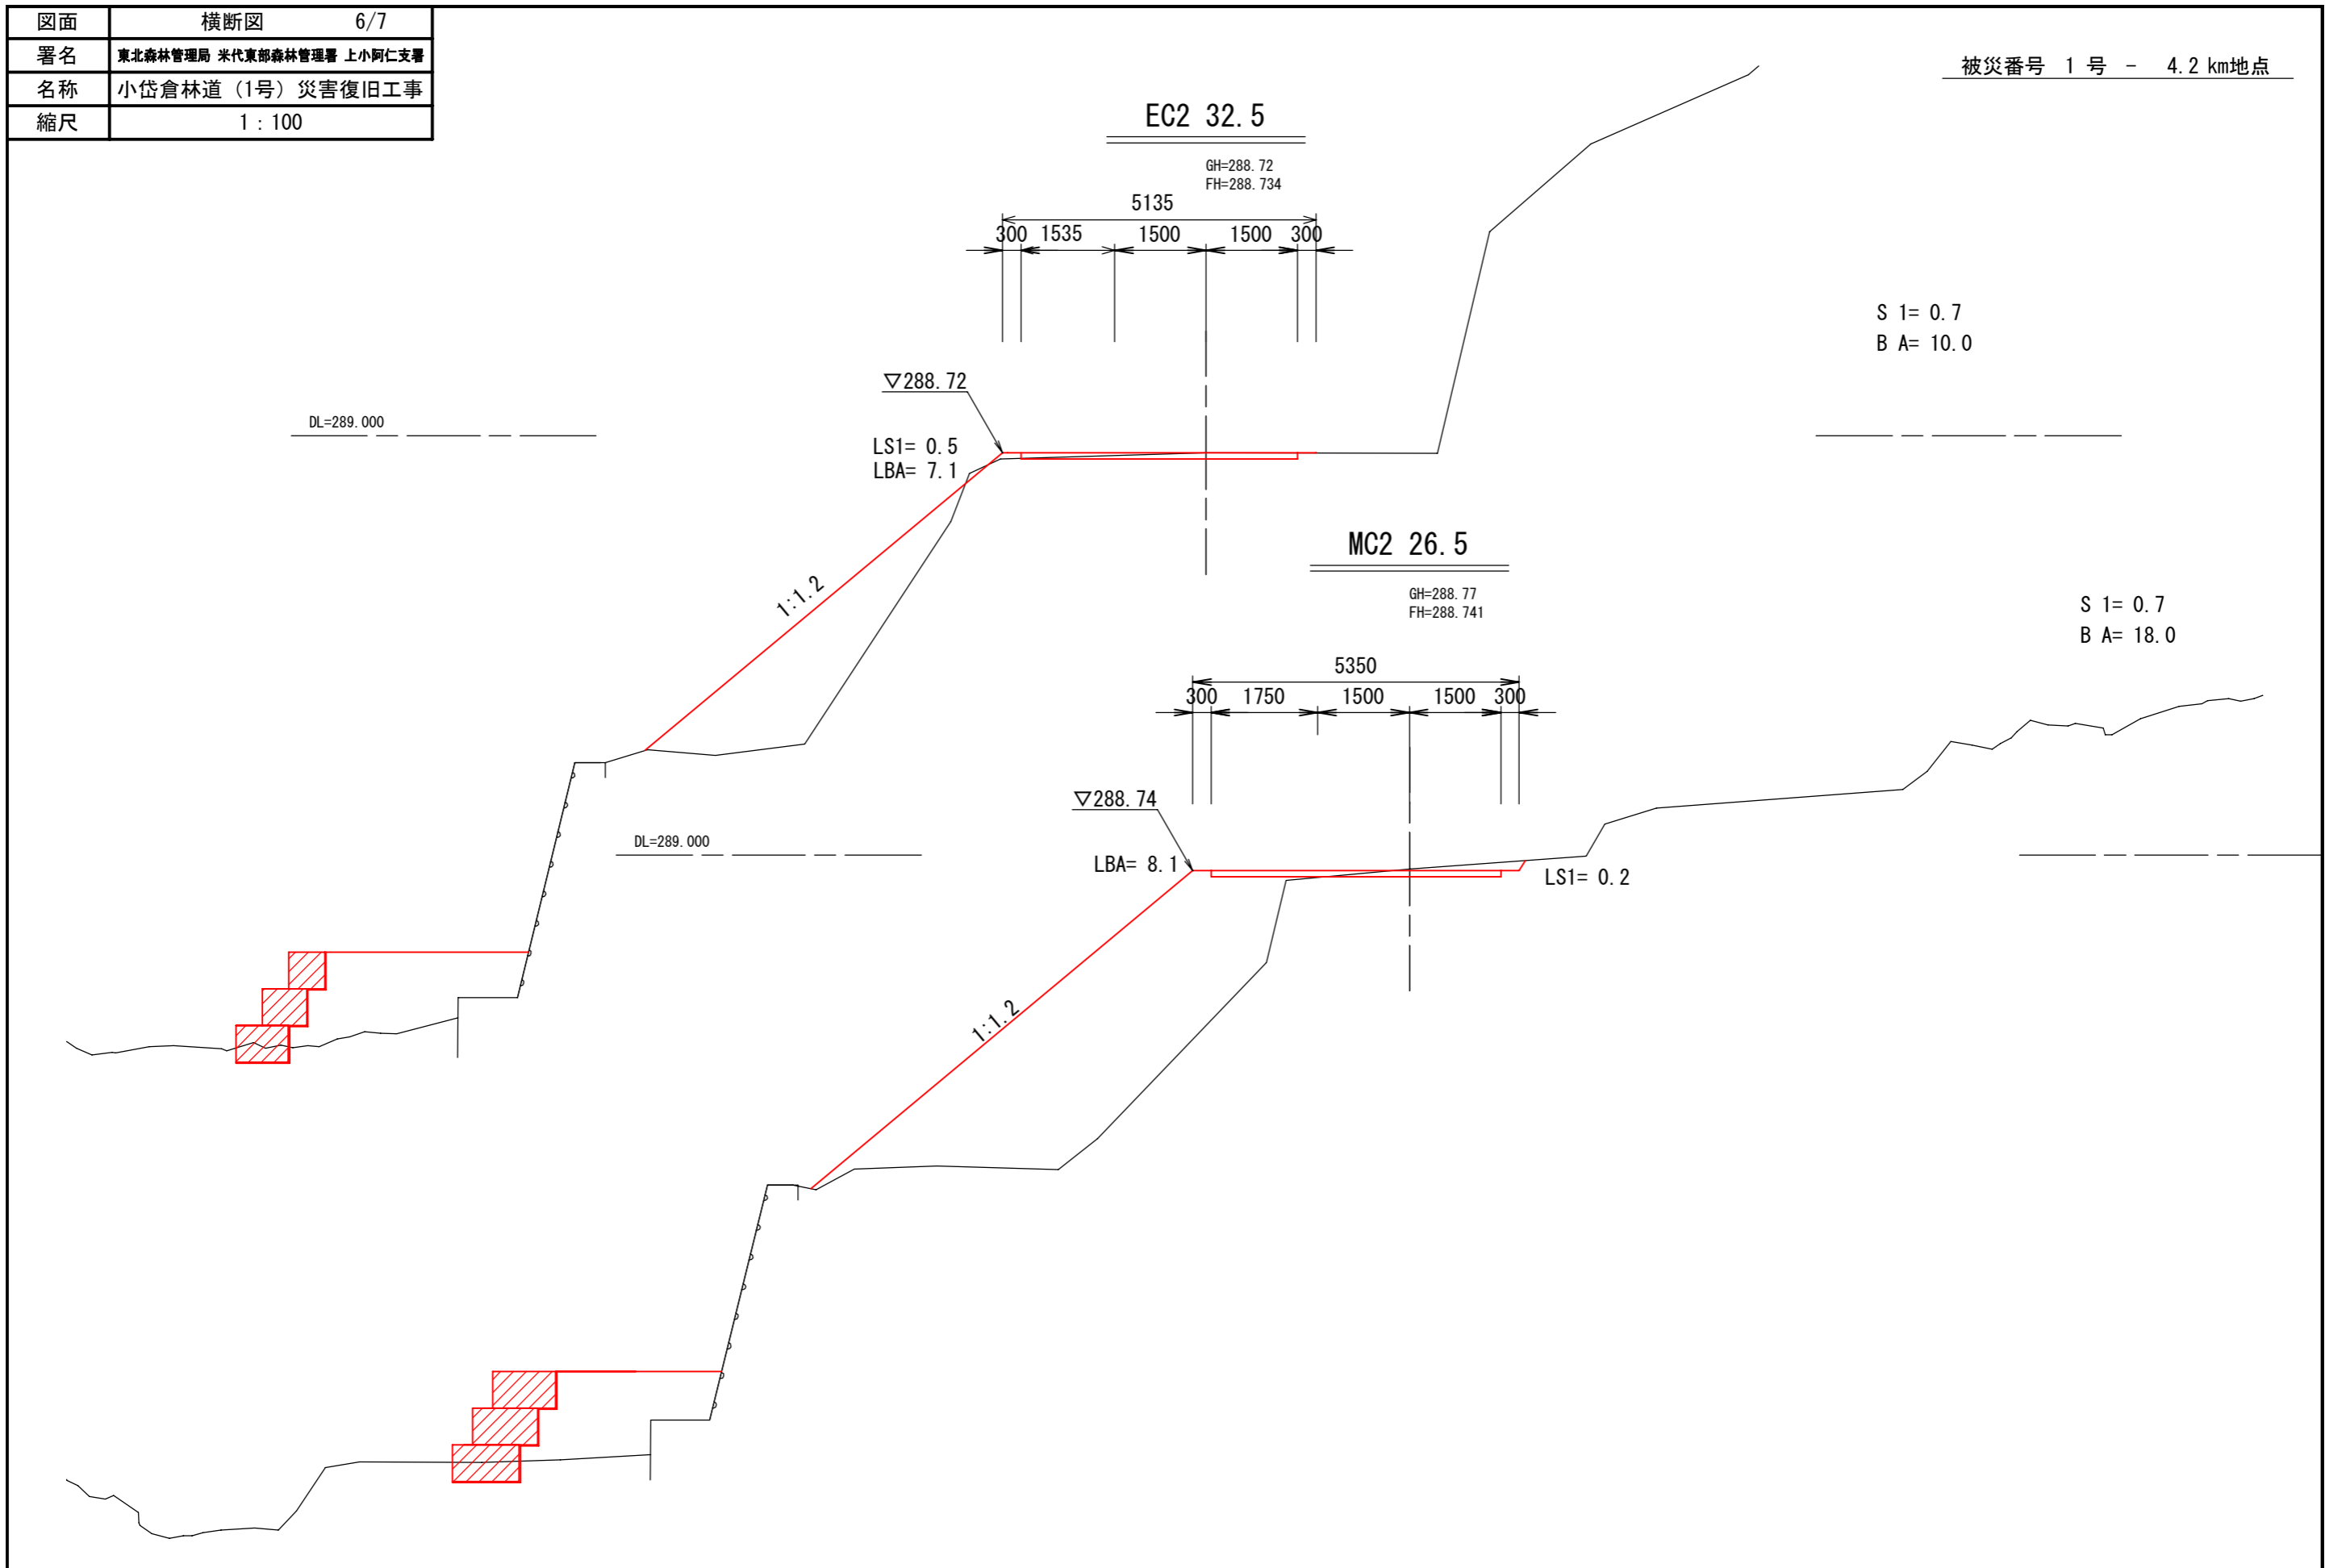 図面 横断図 6/7
署名 東北森林管理局 米代東部森林管理署 上小阿仁支署
名称 小岱倉林道（1号）災害復旧工事
縮尺 1：100
被災番号 1 号 － 4.2 km地点
EC2 32.5
GH=288.72
FH=288.734
5135
300 1535 1500 1500 300
S 1= 0.7
B A= 10.0
▽288.72
DL=289.000
LS1= 0.5
LBA= 7.1
1:1.2
MC2 26.5
GH=288.77
FH=288.741
S 1= 0.7
B A= 18.0
5350
300 1750 1500 1500 300
▽288.74
DL=289.000
LBA= 8.1
LS1= 0.2
1:1.2